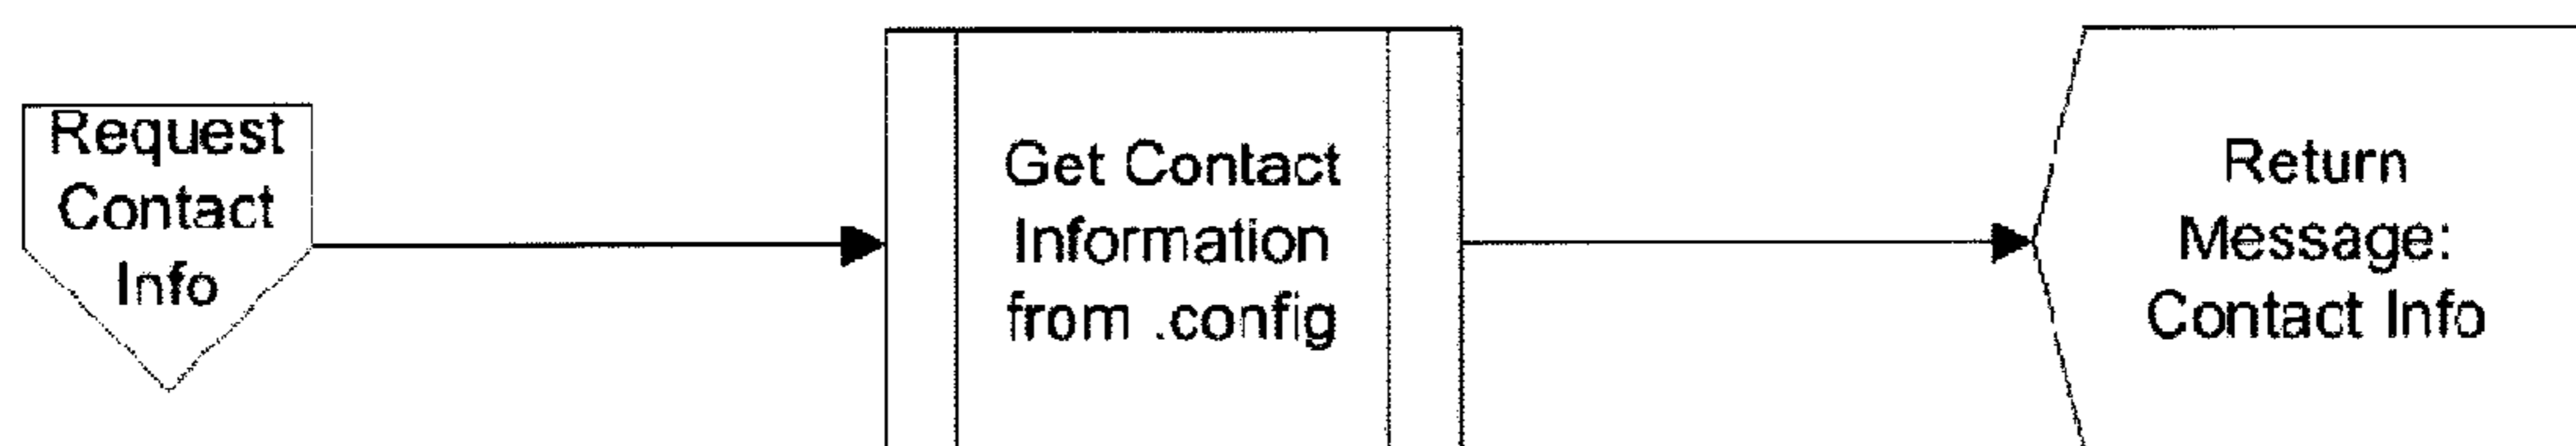 Request
Contact
Info
Get Contact
Information
from .config
Return
Message:
Contact Info